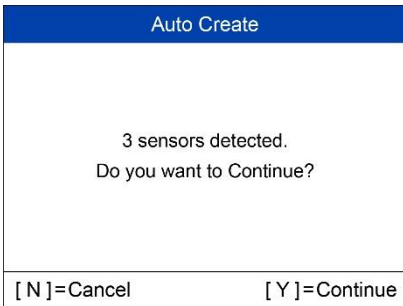 Auto Create
3 sensors detected.
Do you want to Continue?
[ N ]=Cancel [ Y ]=Continue